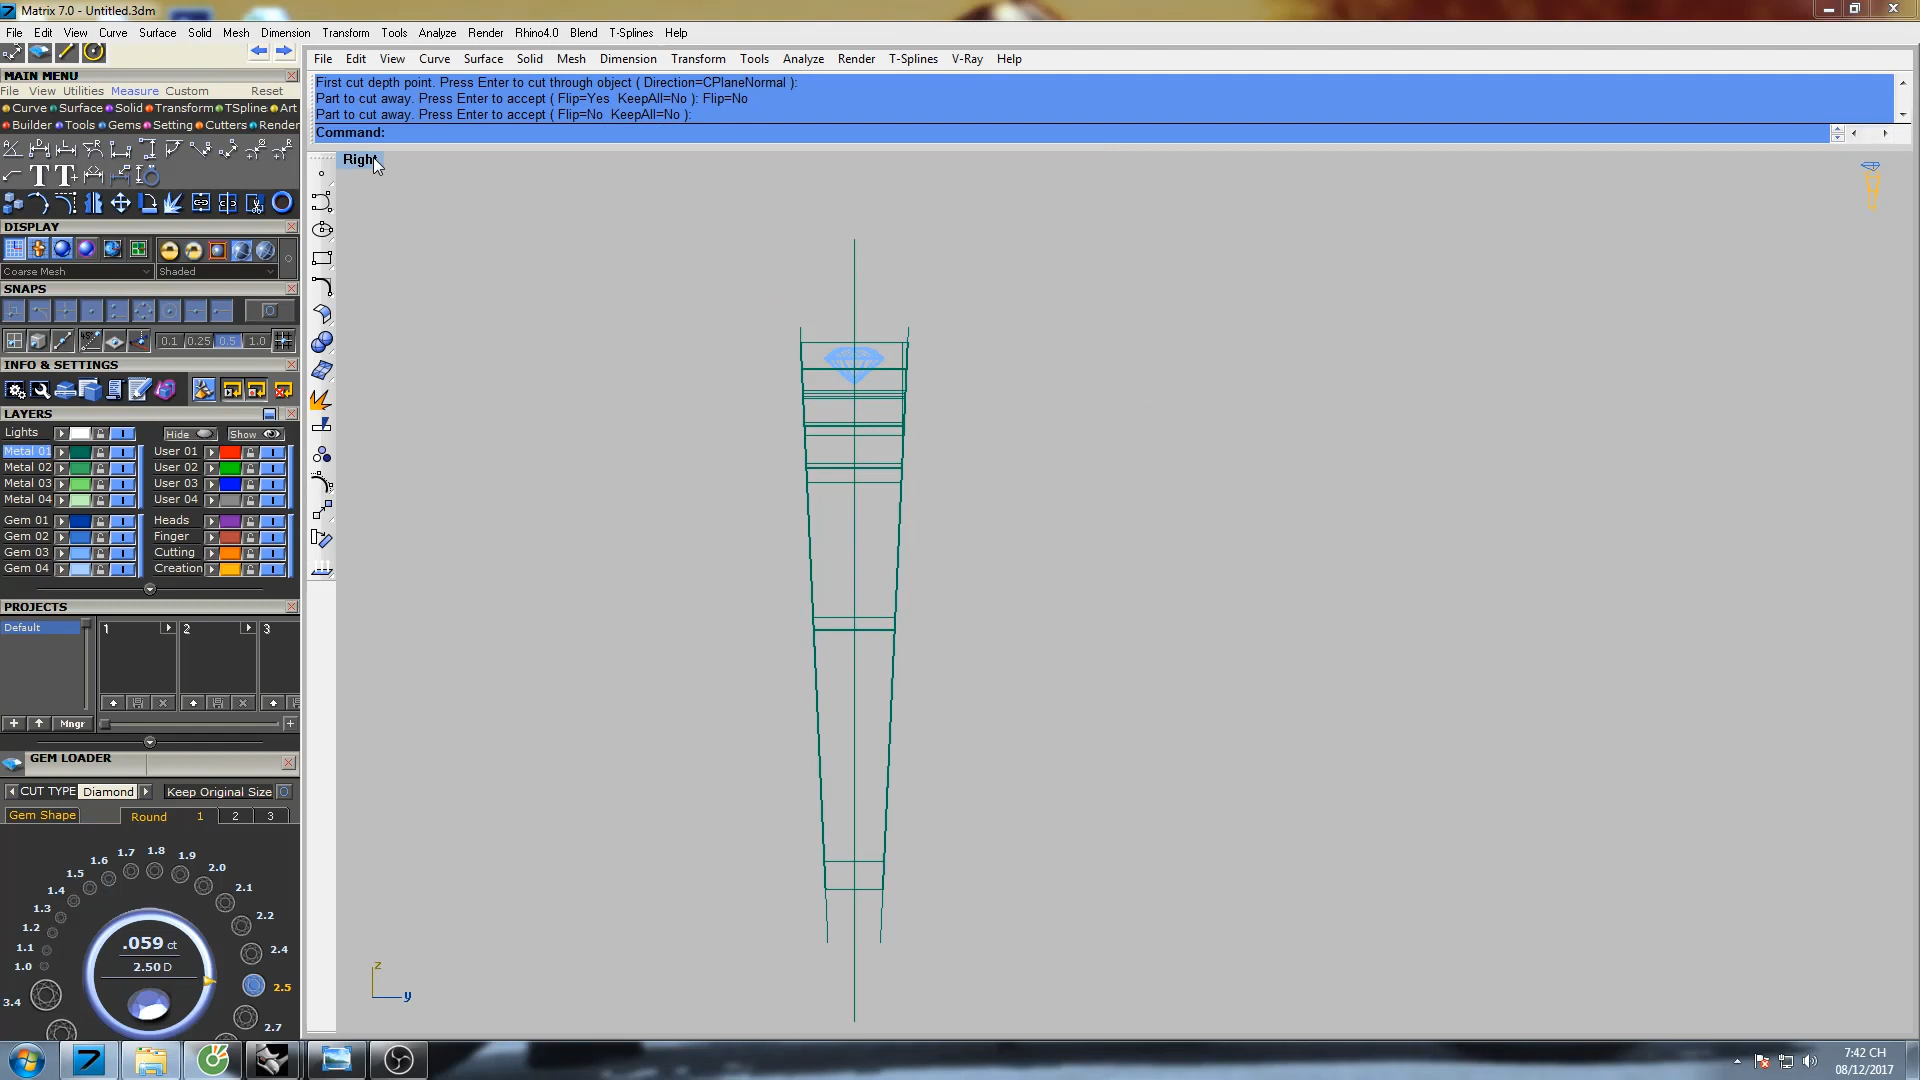 Matrix 7.0 - Untitled.3dm
File Edit View Curve Surface Solid Mesh Dimension Transform Tools Analyze Render Rhino4.0 Blend T-Splines Help
File Edit View Curve Surface Solid Mesh Dimension Transform Tools Analyze Render T-Splines V-Ray Help
MAIN MENU
File View Utilities Measure Custom Reset
Curve Surface Solid Transform TSpline Art
Builder Tools Gems Setting Cutters Render
First cut depth point. Press Enter to cut through object ( Direction=CPlaneNormal ):
Part to cut away. Press Enter to accept ( Flip=Yes KeepAll=No ): Flip=No
Part to cut away. Press Enter to accept ( Flip=No KeepAll=No ):
Command:
Right
DISPLAY
Coarse Mesh Shaded
SNAPS
0.1 0.25 0.5 1.0
INFO & SETTINGS
LAYERS
Lights Hide Show
Metal 01 User 01
Metal 02 User 02
Metal 03 User 03
Metal 04 User 04
Gem 01 Heads
Gem 02 Finger
Gem 03 Cutting
Gem 04 Creation
PROJECTS
Default 1 2 3
Mngr
GEM LOADER
CUT TYPE Diamond Keep Original Size
Gem Shape Round 1 2 3
1.0 1.1 1.2 1.3 1.4 1.5 1.6 1.7 1.8 1.9 2.0 2.1 2.2 2.4 2.5 2.7 3.4
.059 ct
2.50 D
z
y
7:42 CH
08/12/2017